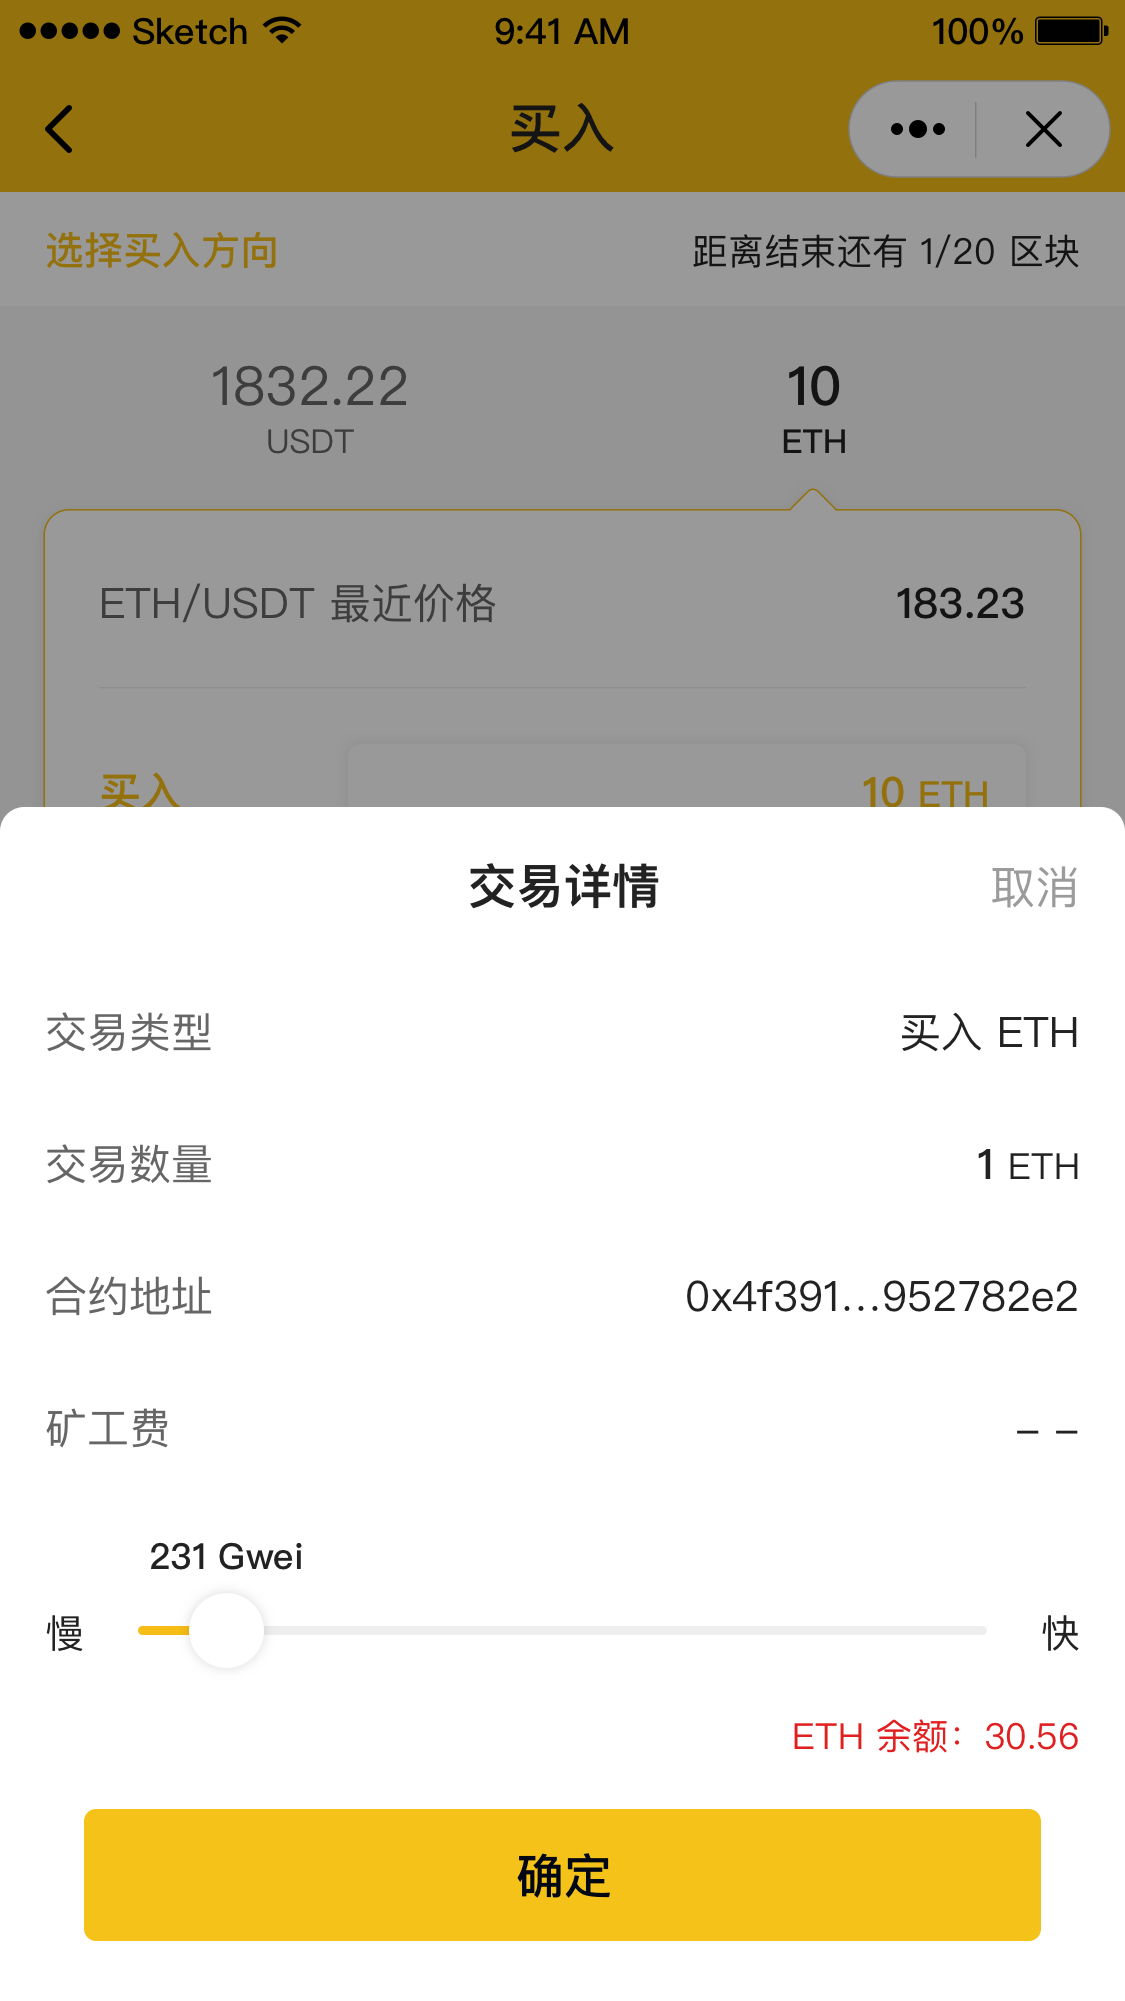 Sketch 9:41 AM 100%
买入
选择买入方向 距离结束还有 1/20 区块
1832.22 10
USDT ETH
ETH/USDT 最近价格 183.23
买入 10 ETH
交易详情 取消
交易类型 买入 ETH
交易数量 1 ETH
合约地址 0x4f391...952782e2
矿工费 – –
231 Gwei
慢 快
ETH 余额：30.56
确定